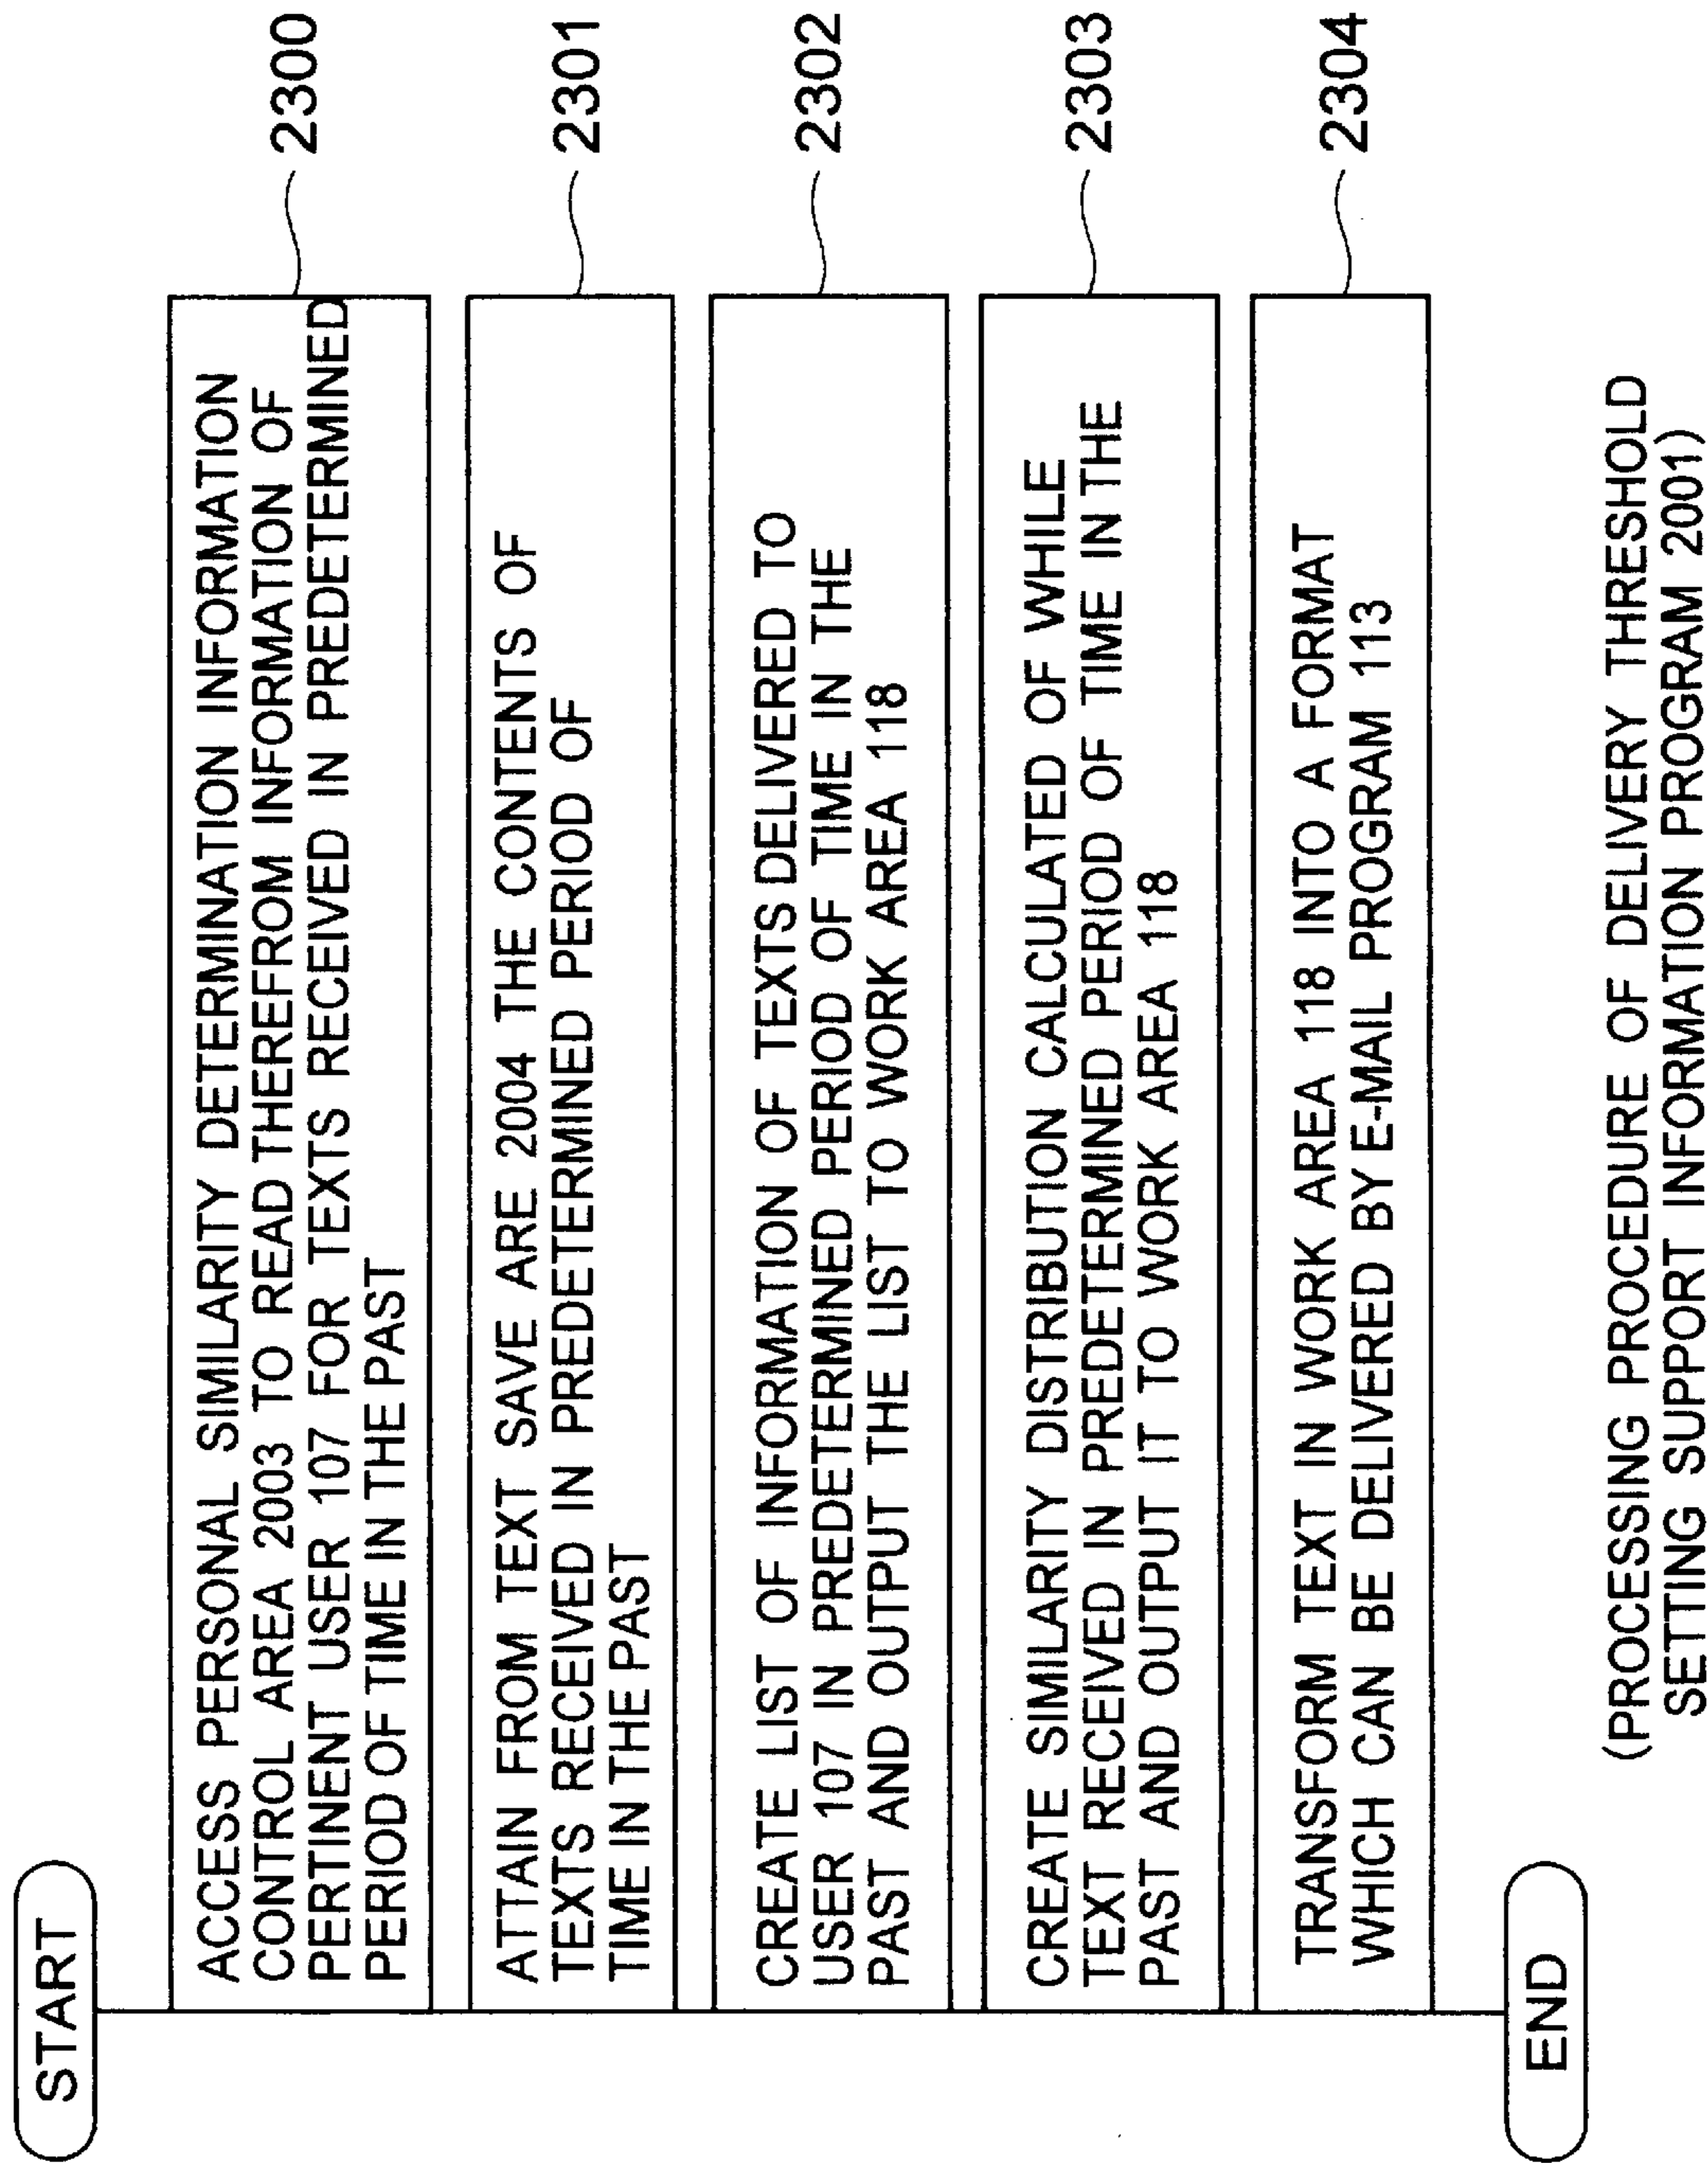 START
ACCESS PERSONAL SIMILARITY DETERMINATION INFORMATION
CONTROL AREA 2003 TO READ THEREFROM INFORMATION OF
PERTINENT USER 107 FOR TEXTS RECEIVED IN PREDETERMINED
PERIOD OF TIME IN THE PAST
2300
ATTAIN FROM TEXT SAVE ARE 2004 THE CONTENTS OF
TEXTS RECEIVED IN PREDETERMINED PERIOD OF
TIME IN THE PAST
2301
CREATE LIST OF INFORMATION OF TEXTS DELIVERED TO
USER 107 IN PREDETERMINED PERIOD OF TIME IN THE
PAST AND OUTPUT THE LIST TO WORK AREA 118
2302
CREATE SIMILARITY DISTRIBUTION CALCULATED OF WHILE
TEXT RECEIVED IN PREDETERMINED PERIOD OF TIME IN THE
PAST AND OUTPUT IT TO WORK AREA 118
2303
TRANSFORM TEXT IN WORK AREA 118 INTO A FORMAT
WHICH CAN BE DELIVERED BY E-MAIL PROGRAM 113
2304
END
(PROCESSING PROCEDURE OF DELIVERY THRESHOLD
SETTING SUPPORT INFORMATION PROGRAM 2001)